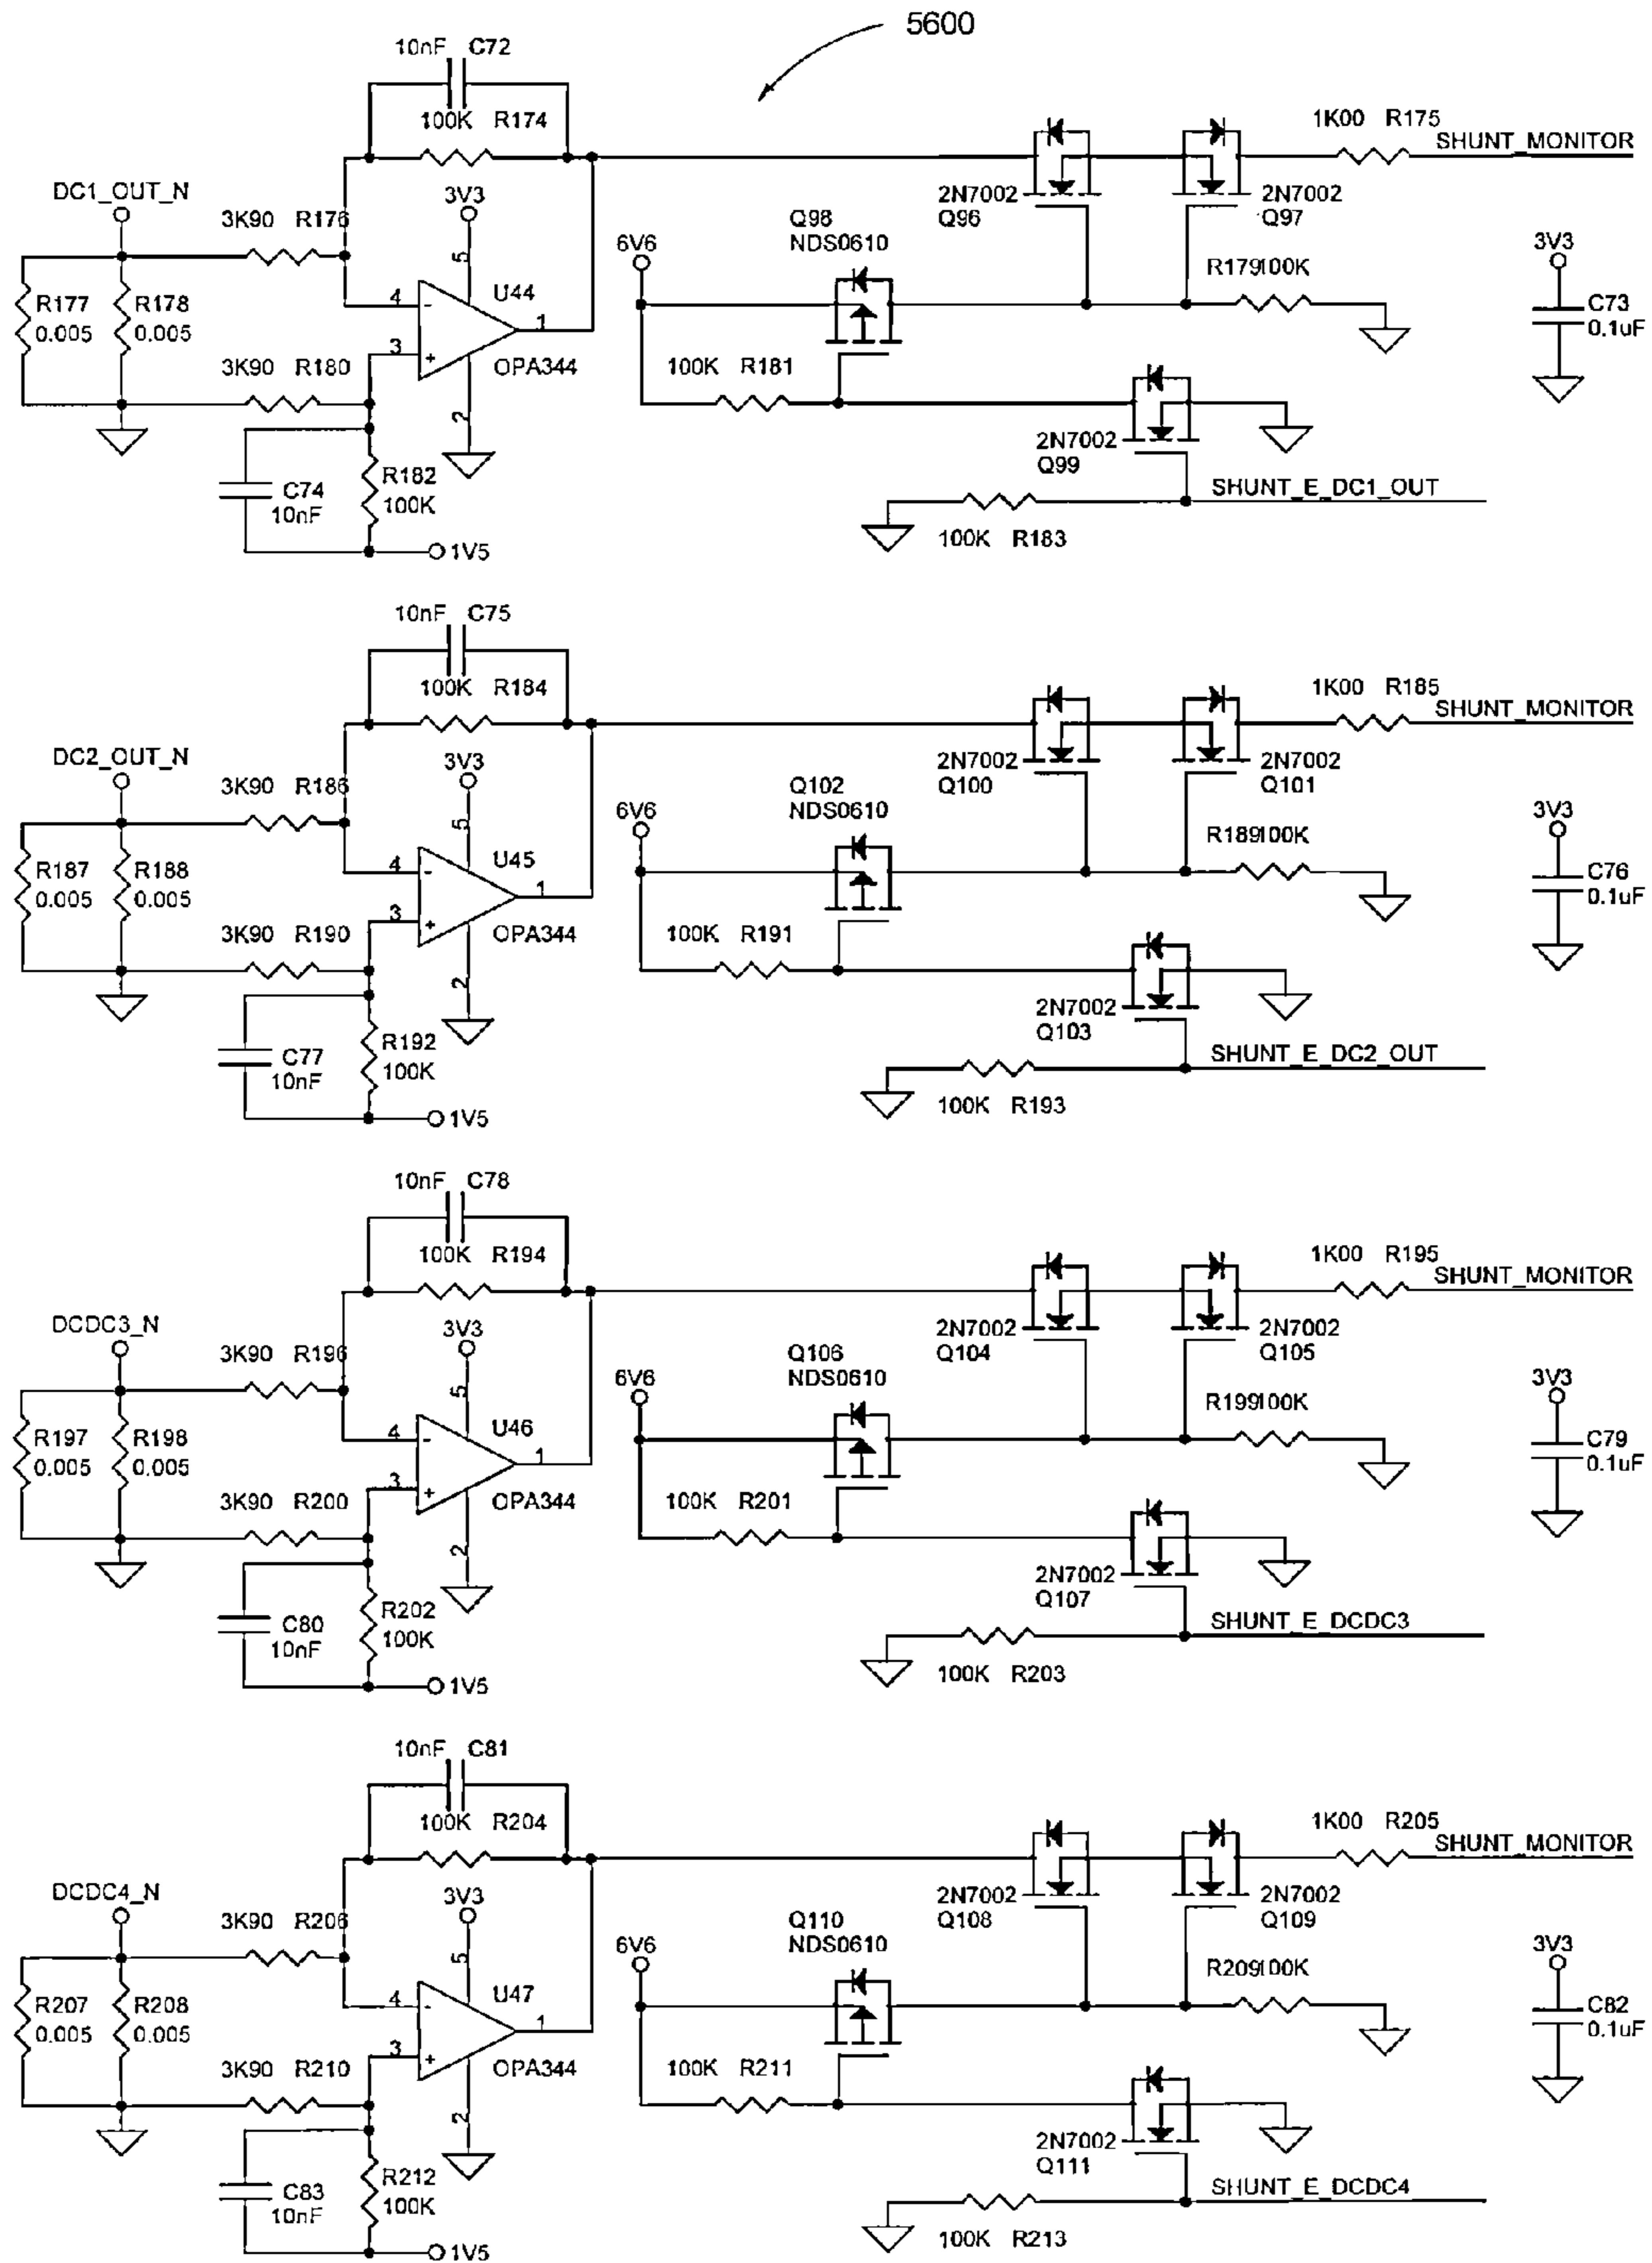 5600
10nF C72
100K R174
1K00 R175
SHUNT_MONITOR
DC1_OUT_N
3K90 R176
3V3
5
2N7002
Q96
2N7002
Q97
Q98
NDS0610
6V6
R179 100K
3V3
R177
0.005
R178
0.005
4
-
U44
1
C73
0.1uF
3
+
OPA344
3K90 R180
100K R181
2
2N7002
Q99
R182
100K
C74
10nF
SHUNT_E_DC1_OUT
100K R183
1V5
10nF C75
100K R184
1K00 R185
SHUNT_MONITOR
DC2_OUT_N
3K90 R186
3V3
5
2N7002
Q100
2N7002
Q101
Q102
NDS0610
6V6
R189 100K
3V3
R187
0.005
R188
0.005
4
-
U45
1
C76
0.1uF
3
+
OPA344
3K90 R190
100K R191
2
2N7002
Q103
R192
100K
C77
10nF
SHUNT_E_DC2_OUT
100K R193
1V5
10nF C78
100K R194
1K00 R195
SHUNT_MONITOR
DCDC3_N
3K90 R196
3V3
5
2N7002
Q104
2N7002
Q105
Q106
NDS0610
6V6
R199 100K
3V3
R197
0.005
R198
0.005
4
-
U46
1
C79
0.1uF
3
+
OPA344
3K90 R200
100K R201
2
2N7002
Q107
R202
100K
C80
10nF
SHUNT_E_DCDC3
100K R203
1V5
10nF C81
100K R204
1K00 R205
SHUNT_MONITOR
DCDC4_N
3K90 R206
3V3
5
2N7002
Q108
2N7002
Q109
Q110
NDS0610
6V6
R209 100K
3V3
R207
0.005
R208
0.005
4
-
U47
1
C82
0.1uF
3
+
OPA344
3K90 R210
100K R211
2
2N7002
Q111
R212
100K
C83
10nF
SHUNT_E_DCDC4
100K R213
1V5